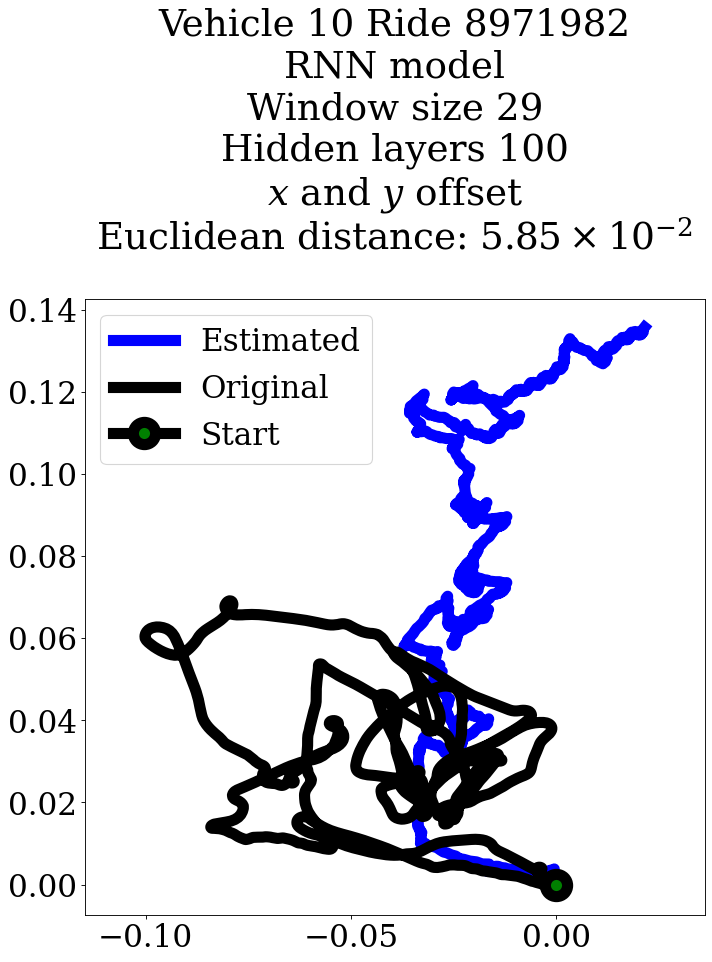 Vehicle 10 Ride 8971982
RNN model
Window size 29
Hidden layers 100
x and y offset
Euclidean distance: 5.85 × 10⁻²
0.14
0.12
0.10
0.08
0.06
0.04
0.02
0.00
Estimated
Original
Start
−0.10
−0.05
0.00